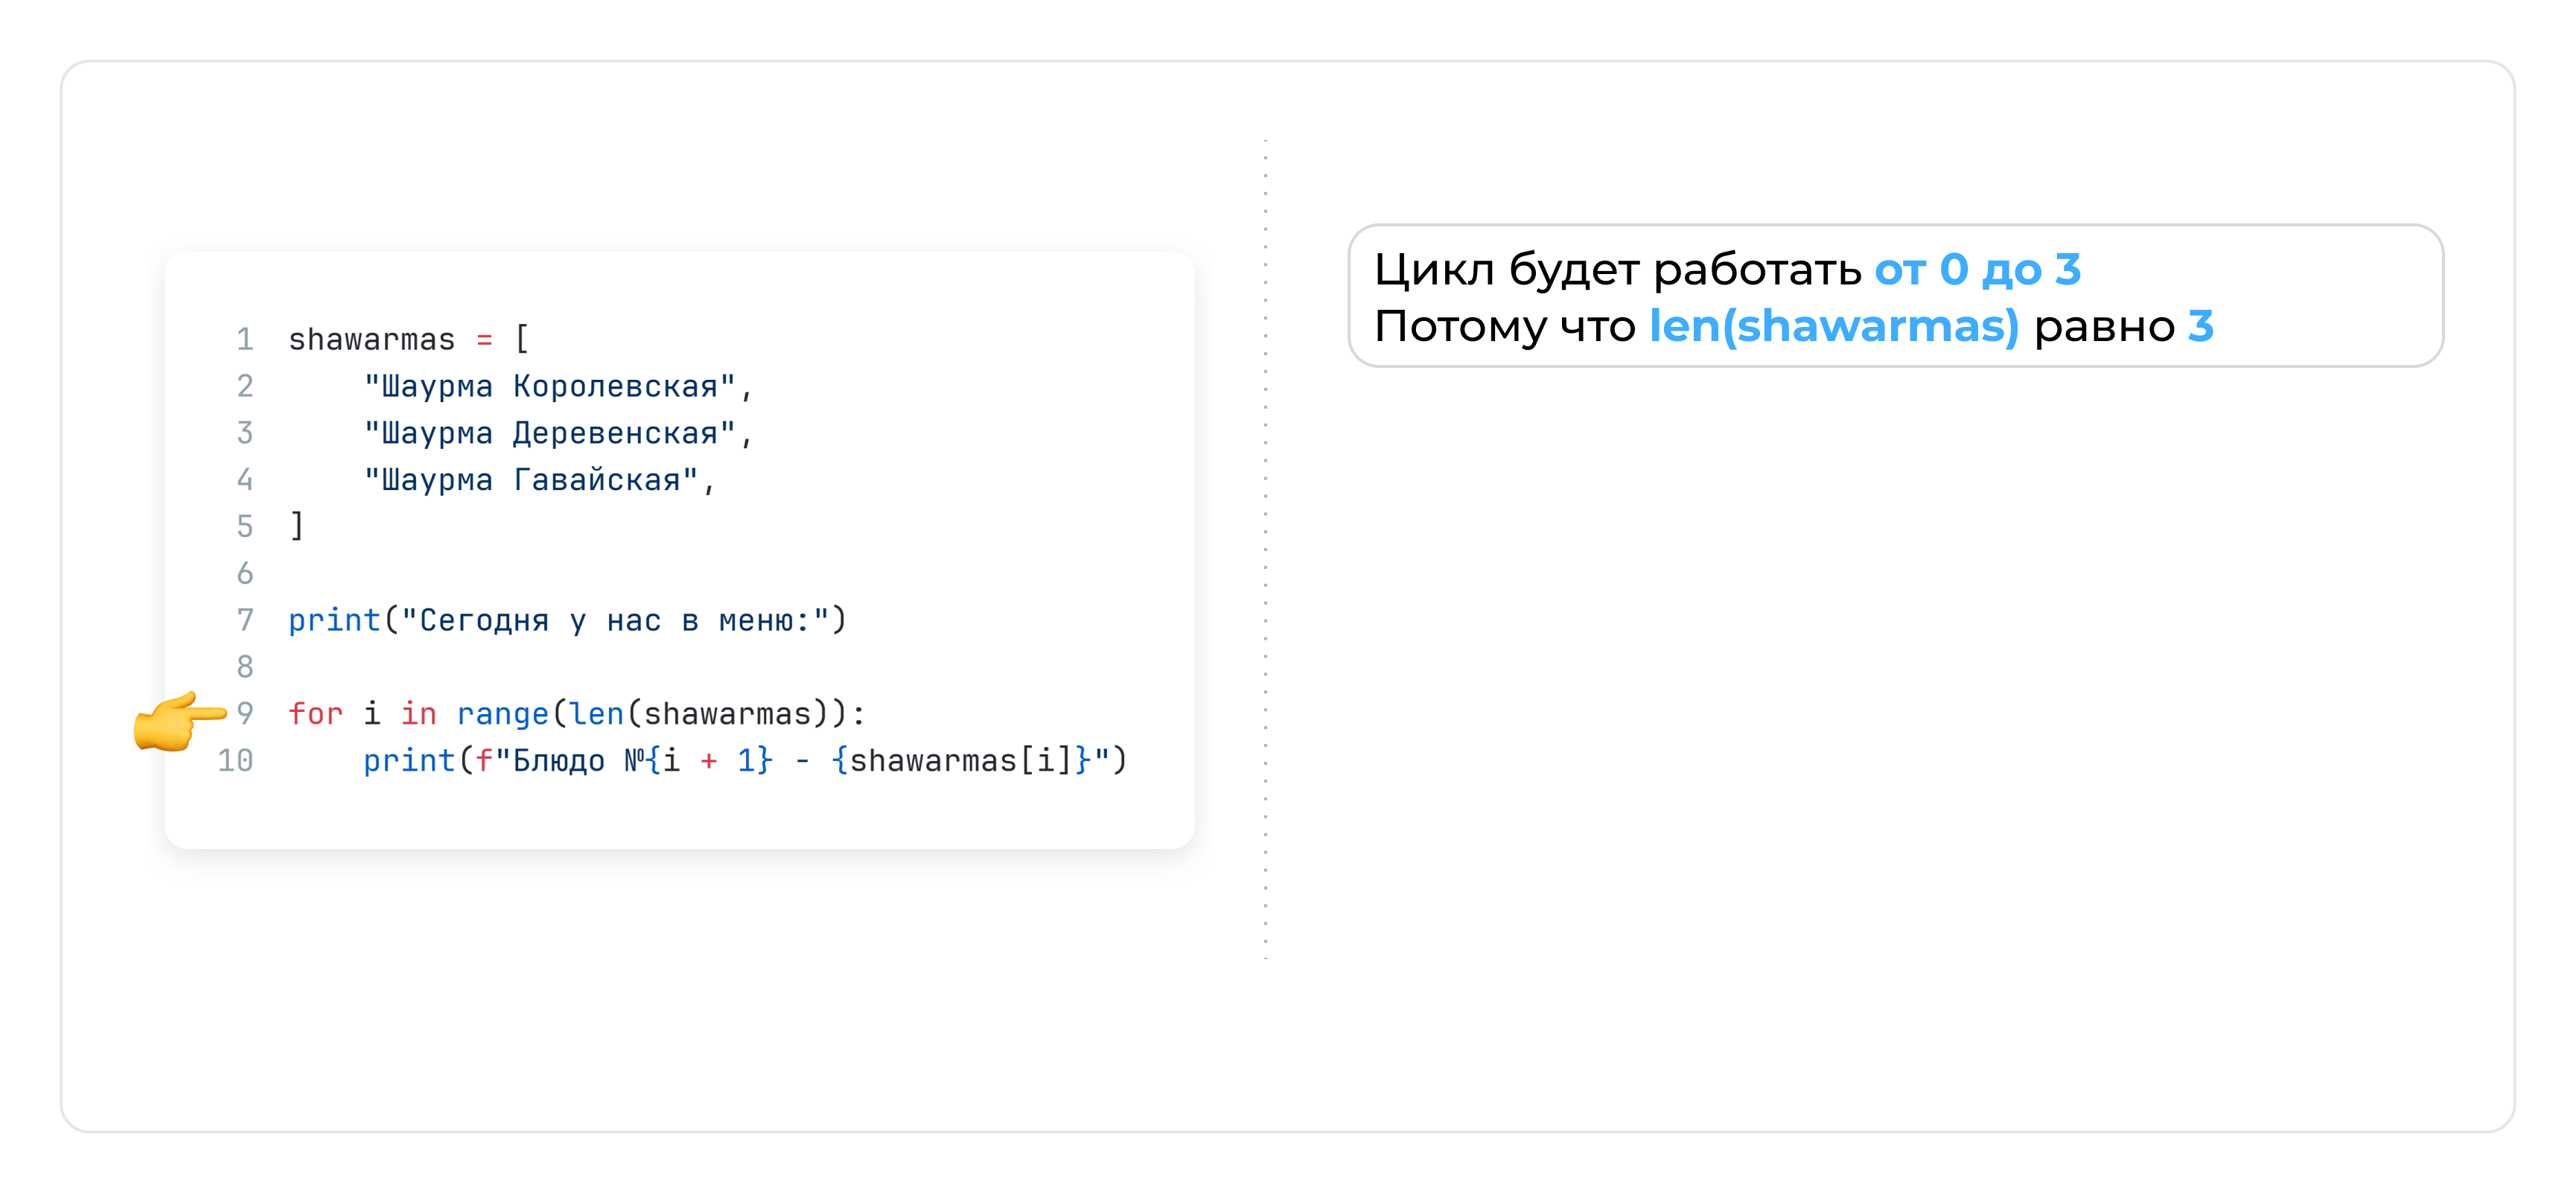 1 shawarmas = [
2     "Шаурма Королевская",
3     "Шаурма Деревенская",
4     "Шаурма Гавайская",
5 ]
6
7 print("Сегодня у нас в меню:")
8
9 for i in range(len(shawarmas)):
10     print(f"Блюдо №{i + 1} - {shawarmas[i]}")
Цикл будет работать от 0 до 3
Потому что len(shawarmas) равно 3